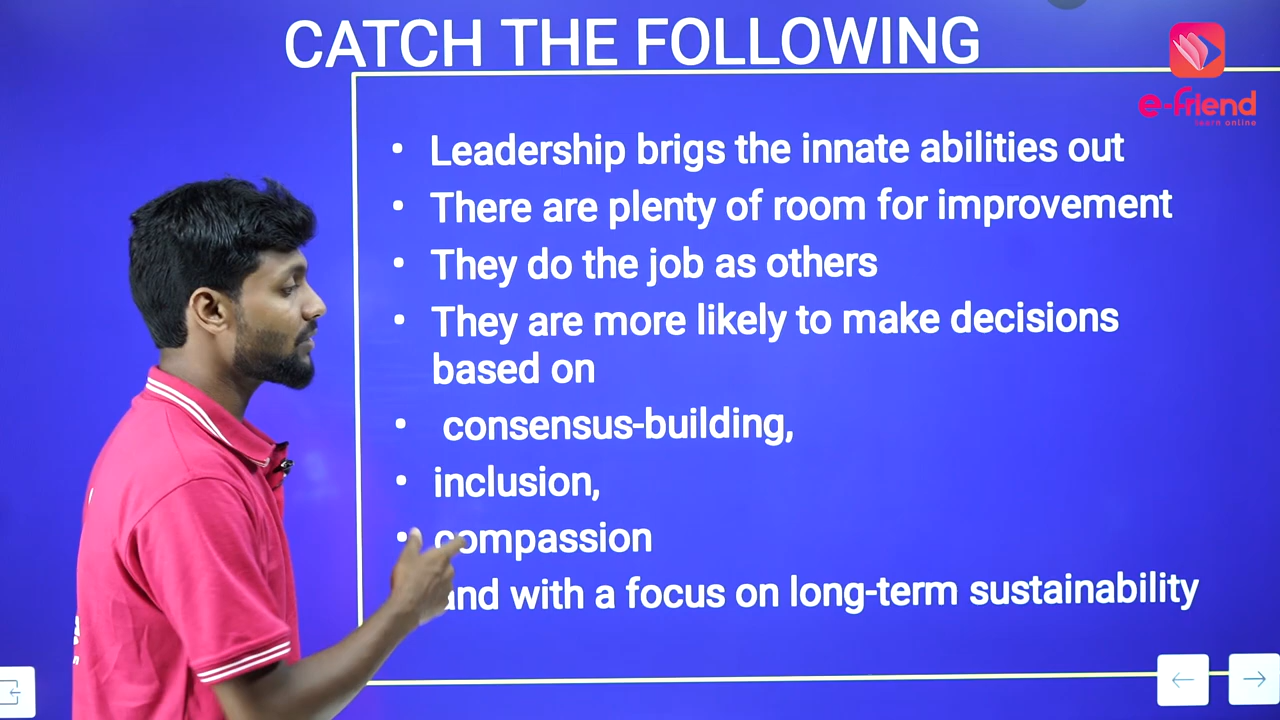 CATCH THE FOLLOWING
e-friend
learn online
• Leadership brigs the innate abilities out
• There are plenty of room for improvement
• They do the job as others
• They are more likely to make decisions
based on
• consensus-building,
• inclusion,
• compassion
and with a focus on long-term sustainability